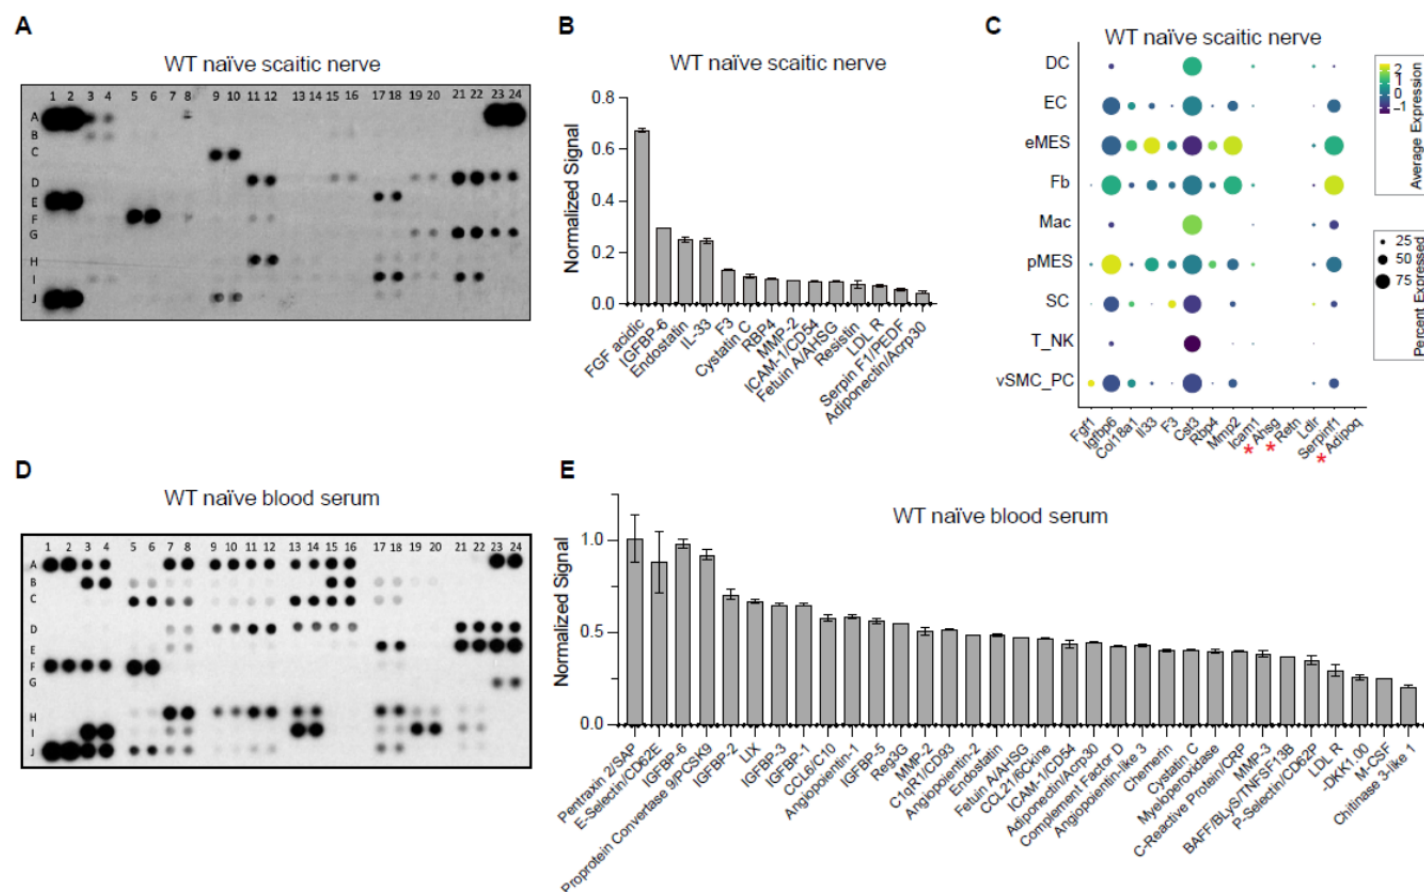 A
WT naïve scaitic nerve
1 2 3 4 5 6 7 8 9 10 11 12 13 14 15 16 17 18 19 20 21 22 23 24
A
B
C
D
E
F
G
H
I
J
B
WT naïve scaitic nerve
Normalized Signal
0.8
0.6
0.4
0.2
0.0
FGF acidic
IGFBP-6
Endostatin
IL-33
F3
Cystatin C
RBP4
MMP-2
ICAM-1/CD54
Fetuin A/AHSG
Resistin
LDL R
Serpin F1/PEDF
Adiponectin/Acrp30
C
WT naïve scaitic nerve
DC
EC
eMES
Fb
Mac
pMES
SC
T_NK
vSMC_PC
Fgf1
Igfbp6
Col18a1
Il33
F3
Cst3
Rbp4
Mmp2
Icam1
* Ahsg
* Retn
Ldlr
Serpinf1
* Adipoq
2
1
0
−1
Average Expression
25
50
75
Percent Expressed
D
WT naïve blood serum
1 2 3 4 5 6 7 8 9 10 11 12 13 14 15 16 17 18 19 20 21 22 23 24
A
B
C
D
E
F
G
H
I
J
E
WT naïve blood serum
Normalized Signal
1.0
0.5
0.0
Pentraxin 2/SAP
E-Selectin/CD62E
IGFBP-6
Proprotein Convertase 9/PCSK9
IGFBP-2
LIX
IGFBP-3
IGFBP-1
CCL6/C10
Angiopoientin-1
IGFBP-5
Reg3G
MMP-2
C1qR1/CD93
Angiopoientin-2
Endostatin
Fetuin A/AHSG
CCL21/6Ckine
ICAM-1/CD54
Adiponectin/Acrp30
Complement Factor D
Angiopoientin-like 3
Chemerin
Cystatin C
Myeloperoxidase
C-Reactive Protein/CRP
MMP-3
BAFF/BLyS/TNFSF13B
P-Selectin/CD62P
LDL R
-DKK1.00
M-CSF
Chitinase 3-like 1